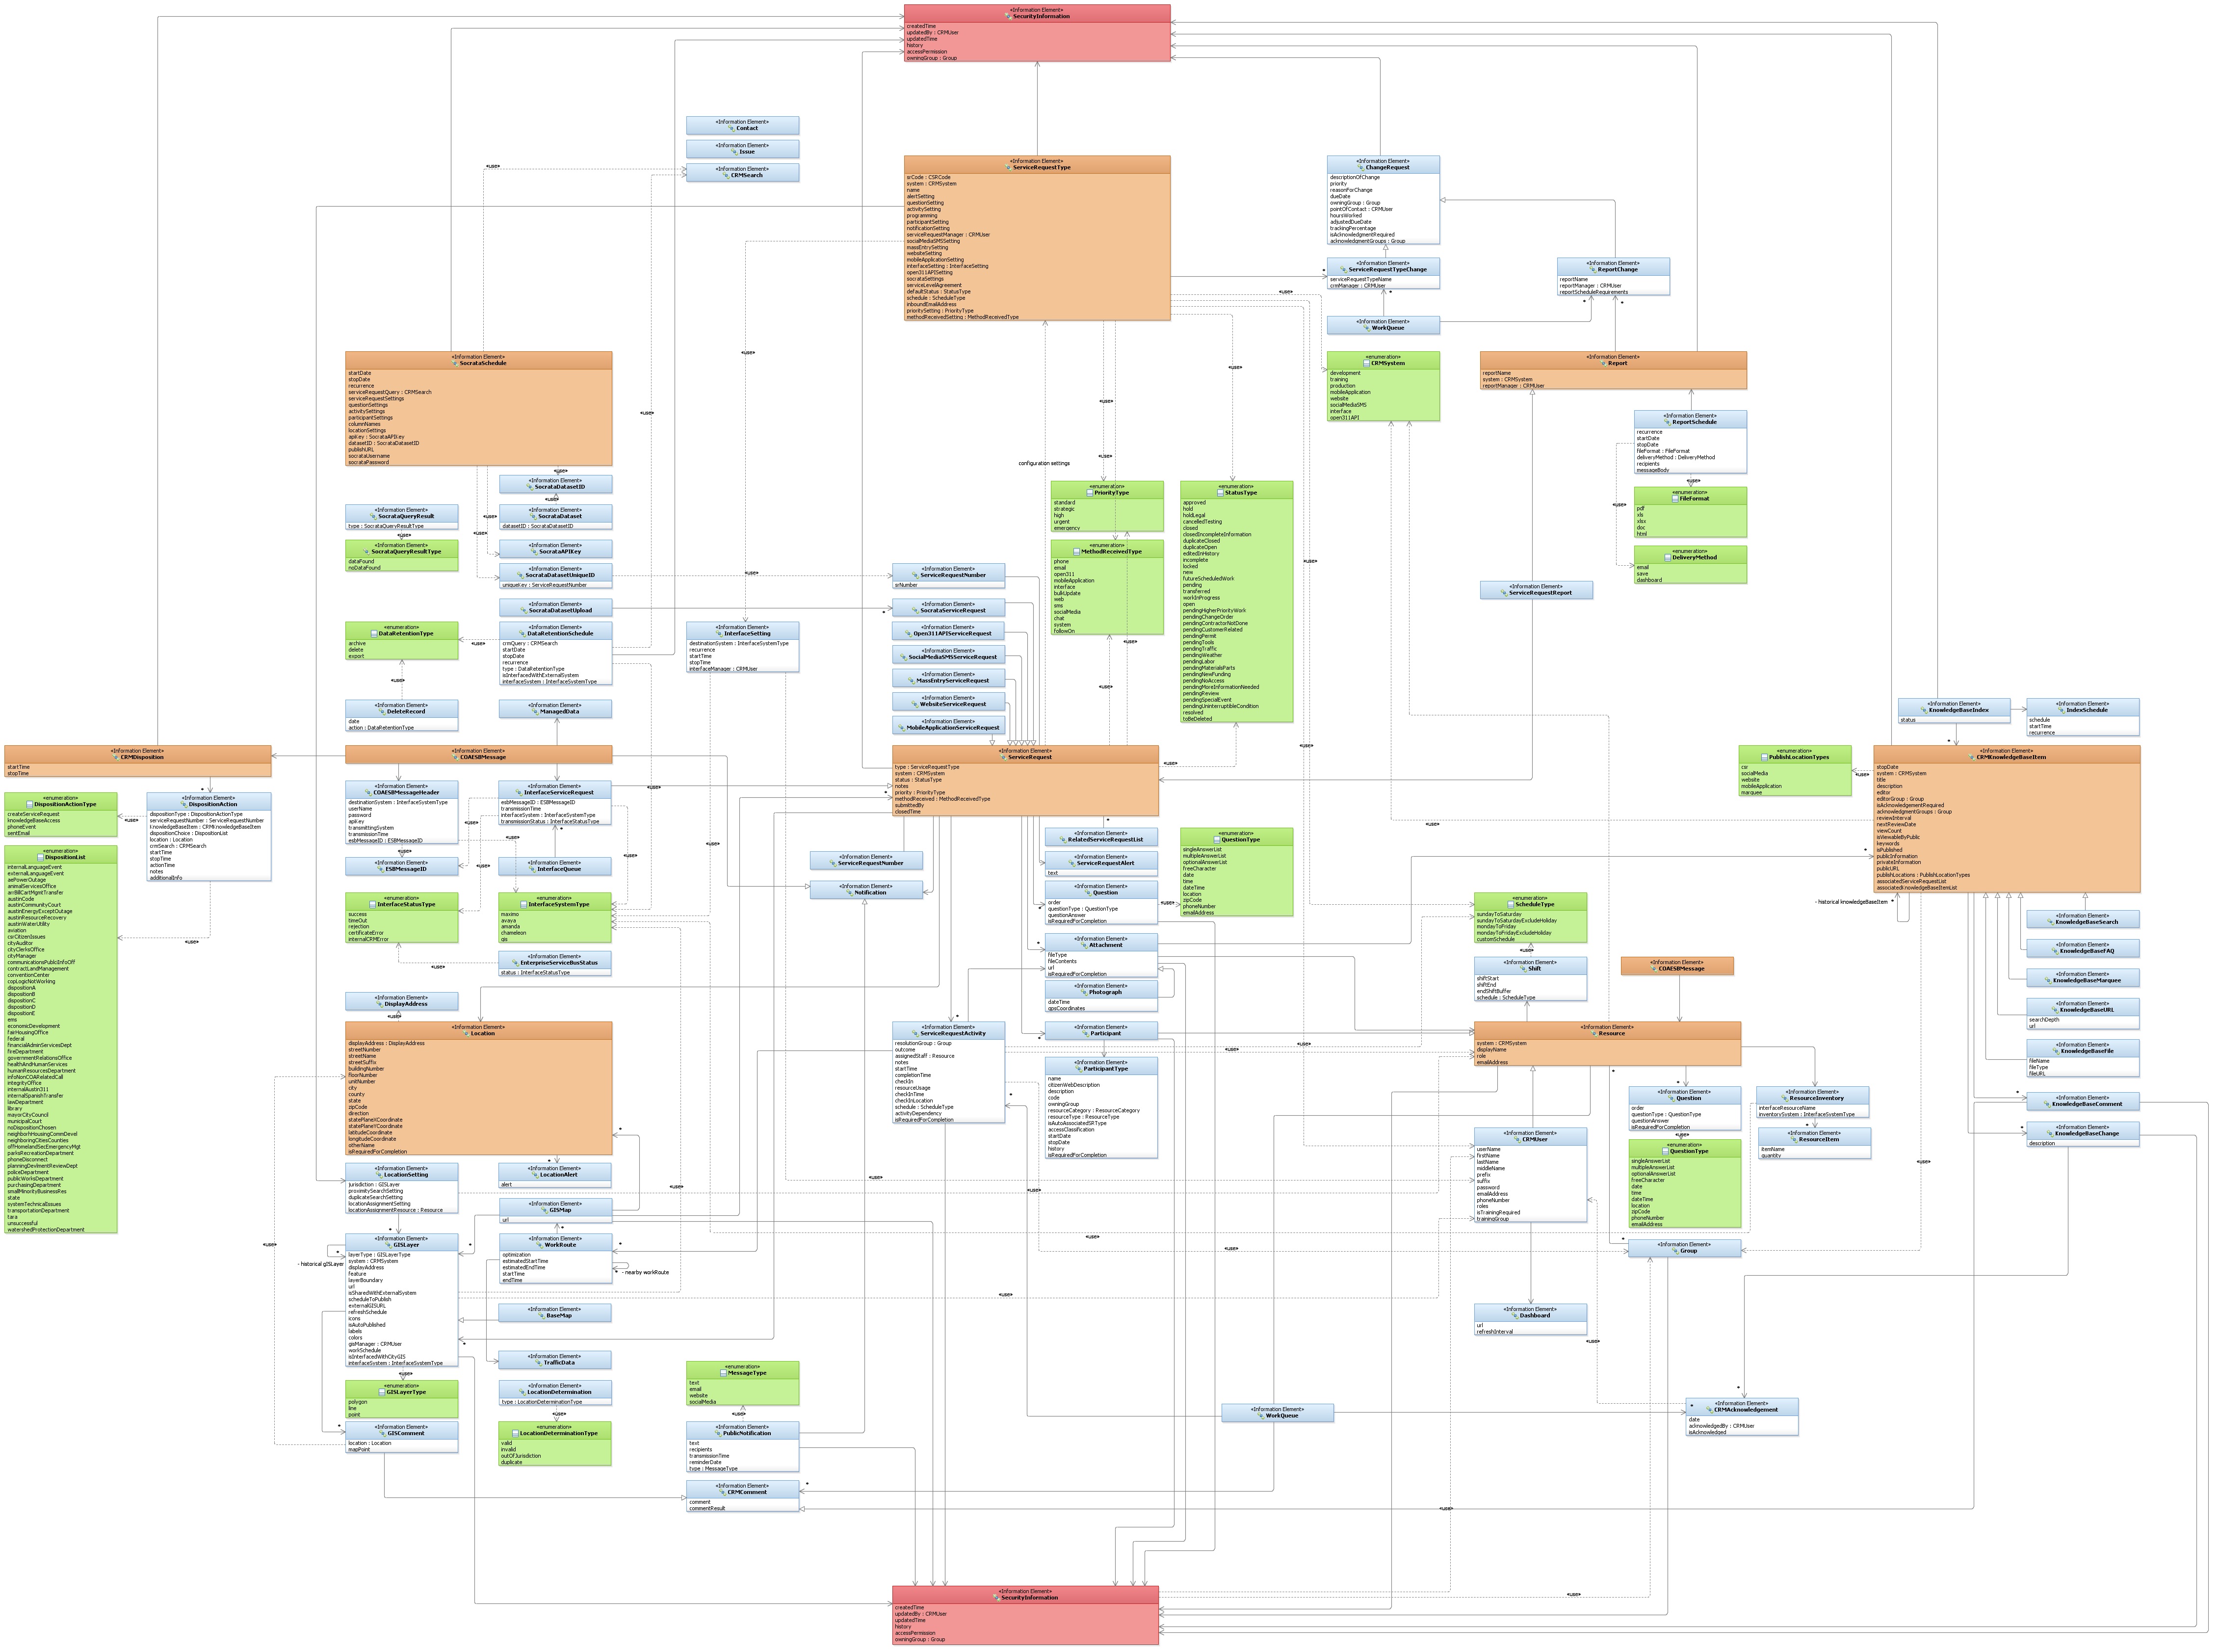 «Information Element»
SecurityInformation
createdTime
updatedBy : CRMUser
updatedTime
history
accessPermission
owningGroup : Group
«Information Element»
Contact
«Information Element»
Issue
«Information Element»
CRMSearch
«use»
«Information Element»
ServiceRequestType
srCode : CSRCode
system : CRMSystem
name
alertSetting
questionSetting
activitySetting
programming
participantSetting
notificationSetting
serviceRequestManager : CRMUser
socialMediaSMSSetting
massEntrySetting
websiteSetting
mobileApplicationSetting
interfaceSetting : InterfaceSetting
open311APISetting
socrataSettings
serviceLevelAgreement
defaultStatus : StatusType
schedule : ScheduleType
inboundEmailAddress
prioritySetting : PriorityType
methodReceivedSetting : MethodReceivedType
«Information Element»
ChangeRequest
descriptionOfChange
priority
reasonForChange
dueDate
owningGroup : Group
pointOfContact : CRMUser
hoursWorked
adjustedDueDate
trackingPercentage
isAcknowledgmentRequired
acknowledgmentGroups : Group
«Information Element»
ServiceRequestTypeChange
serviceRequestTypeName
crmManager : CRMUser
«Information Element»
ReportChange
reportName
reportManager : CRMUser
reportScheduleRequirements
«Information Element»
WorkQueue
«Information Element»
SocrataSchedule
startDate
stopDate
recurrence
serviceRequestQuery : CRMSearch
serviceRequestSettings
questionSettings
activitySettings
participantSettings
columnNames
locationSettings
apiKey : SocrataAPIKey
datasetID : SocrataDatasetID
publishURL
socrataUsername
socrataPassword
«enumeration»
CRMSystem
development
training
production
mobileApplication
website
socialMediaSMS
interface
open311API
«Information Element»
Report
reportName
system : CRMSystem
reportManager : CRMUser
«Information Element»
ReportSchedule
recurrence
startDate
stopDate
fileFormat : FileFormat
deliveryMethod : DeliveryMethod
recipients
messageBody
«enumeration»
FileFormat
pdf
xls
xlsx
doc
html
«enumeration»
DeliveryMethod
email
save
dashboard
«Information Element»
ServiceRequestReport
configuration settings
«enumeration»
PriorityType
standard
strategic
high
urgent
emergency
«enumeration»
MethodReceivedType
phone
email
open311
mobileApplication
interface
bulkUpdate
web
sms
socialMedia
chat
system
followOn
«enumeration»
StatusType
approved
hold
holdLegal
cancelledTesting
closed
closedIncompleteInformation
duplicateClosed
duplicateOpen
editedInHistory
incomplete
locked
new
futureScheduledWork
pending
transferred
workInProgress
open
pendingHigherPriorityWork
pendingChangeOrder
pendingContractorNotDone
pendingCustomerRelated
pendingPermit
pendingTools
pendingTraffic
pendingWeather
pendingLabor
pendingMaterialsParts
pendingNewFunding
pendingNoAccess
pendingMoreInformationNeeded
pendingReview
pendingSpecialEvent
pendingUninterruptibleCondition
resolved
toBeDeleted
«Information Element»
SocrataDatasetID
«Information Element»
SocrataDataset
datasetID : SocrataDatasetID
«Information Element»
SocrataQueryResult
type : SocrataQueryResultType
«Information Element»
SocrataQueryResultType
dataFound
noDataFound
«Information Element»
SocrataAPIKey
«Information Element»
SocrataDatasetUniqueID
uniqueKey : ServiceRequestNumber
«Information Element»
SocrataDatasetUpload
«enumeration»
DataRetentionType
archive
delete
export
«Information Element»
DataRetentionSchedule
crmQuery : CRMSearch
startDate
stopDate
recurrence
type : DataRetentionType
isInterfacedWithExternalSystem
interfaceSystem : InterfaceSystemType
«Information Element»
InterfaceSetting
destinationSystem : InterfaceSystemType
recurrence
startTime
stopTime
interfaceManager : CRMUser
«Information Element»
ServiceRequestNumber
srNumber
«Information Element»
SocrataServiceRequest
«Information Element»
Open311APIServiceRequest
«Information Element»
SocialMediaSMSServiceRequest
«Information Element»
MassEntryServiceRequest
«Information Element»
WebsiteServiceRequest
«Information Element»
MobileApplicationServiceRequest
«Information Element»
DeleteRecord
date
action : DataRetentionType
«Information Element»
ManagedData
«Information Element»
CRMDisposition
startTime
stopTime
«Information Element»
COAESBMessage
«Information Element»
ServiceRequest
type : ServiceRequestType
system : CRMSystem
status : StatusType
notes
priority : PriorityType
methodReceived : MethodReceivedType
submittedBy
closedTime
«Information Element»
KnowledgeBaseIndex
status
«Information Element»
IndexSchedule
schedule
startTime
recurrence
«enumeration»
PublishLocationTypes
csr
socialMedia
website
mobileApplication
marquee
«Information Element»
CRMKnowledgeBaseItem
stopDate
system : CRMSystem
title
description
editor
editorGroup : Group
isAcknowledgementRequired
acknowledgmentGroups : Group
reviewInterval
nextReviewDate
viewCount
isViewableByPublic
keywords
isPublished
publicInformation
privateInformation
publicURL
publishLocations : PublishLocationTypes
associatedServiceRequestList
associatedKnowledgeBaseItemList
- historical knowledgeBaseItem
«enumeration»
DispositionActionType
createServiceRequest
knowledgeBaseAccess
phoneEvent
sentEmail
«Information Element»
DispositionAction
dispositionType : DispositionActionType
serviceRequestNumber : ServiceRequestNumber
knowledgeBaseItem : CRMKnowledgeBaseItem
dispositionChoice : DispositionList
location : Location
crmSearch : CRMSearch
startTime
stopTime
actionTime
notes
additionalInfo
«enumeration»
DispositionList
internalLanguageEvent
externalLanguageEvent
aePowerOutage
animalServicesOffice
arrBillCartMgmtTransfer
austinCode
austinCommunityCourt
austinEnergyExceptOutage
austinResourceRecovery
austinWaterUtility
aviation
csrCitizenIssues
cityAuditor
cityClerksOffice
cityManager
communicationsPublicInfoOff
contractLandManagement
conventionCenter
copLogicNotWorking
dispositionA
dispositionB
dispositionC
dispositionD
dispositionE
ems
economicDevelopment
fairHousingOffice
federal
financialAdminServicesDept
fireDepartment
governmentRelationsOffice
healthAndHumanServices
humanResourcesDepartment
infoNonCOARelatedCall
integrityOffice
internalAustin311
internalSpanishTransfer
lawDepartment
library
mayorCityCouncil
municipalCourt
noDispositionChosen
neighborhHousingCommDevel
neighboringCitiesCounties
offHomelandSecEmergencyMgt
parksRecreationDepartment
phoneDisconnect
planningDevlmentReviewDept
policeDepartment
publicWorksDepartment
purchasingDepartment
smallMinorityBusinessRes
state
systemTechnicalIssues
transportationDepartment
tara
unsuccessful
watershedProtectionDepartment
«Information Element»
COAESBMessageHeader
destinationSystem : InterfaceSystemType
userName
password
apiKey
transmittingSystem
transmissionTime
esbMessageID : ESBMessageID
«Information Element»
ESBMessageID
«Information Element»
InterfaceServiceRequest
esbMessageID : ESBMessageID
transmissionTime
interfaceSystem : InterfaceSystemType
transmissionStatus : InterfaceStatusType
«Information Element»
InterfaceQueue
«enumeration»
InterfaceStatusType
success
timeOut
rejection
certificateError
internalCRMError
«enumeration»
InterfaceSystemType
maximo
avaya
amanda
chameleon
gis
«Information Element»
EnterpriseServiceBusStatus
status : InterfaceStatusType
«Information Element»
ServiceRequestNumber
«Information Element»
Notification
«Information Element»
RelatedServiceRequestList
«Information Element»
ServiceRequestAlert
text
«Information Element»
Question
order
questionType : QuestionType
questionAnswer
isRequiredForCompletion
«enumeration»
QuestionType
singleAnswerList
multipleAnswerList
optionalAnswerList
freeCharacter
date
time
dateTime
location
zipCode
phoneNumber
emailAddress
«Information Element»
Attachment
fileType
fileContents
url
isRequiredForCompletion
«Information Element»
Photograph
dateTime
gpsCoordinates
«enumeration»
ScheduleType
sundayToSaturday
sundayToSaturdayExcludeHoliday
mondayToFriday
mondayToFridayExcludeHoliday
customSchedule
«Information Element»
Shift
shiftStart
shiftEnd
endShiftBuffer
schedule : ScheduleType
«Information Element»
COAESBMessage
«Information Element»
KnowledgeBaseSearch
«Information Element»
KnowledgeBaseFAQ
«Information Element»
KnowledgeBaseMarquee
«Information Element»
KnowledgeBaseURL
searchDepth
url
«Information Element»
KnowledgeBaseFile
fileName
fileType
fileURL
«Information Element»
KnowledgeBaseComment
«Information Element»
KnowledgeBaseChange
description
«Information Element»
DisplayAddress
«Information Element»
Location
displayAddress : DisplayAddress
streetNumber
streetName
streetSuffix
buildingNumber
floorNumber
unitNumber
city
county
state
zipCode
direction
statePlaneXCoordinate
statePlaneYCoordinate
latitudeCoordinate
longitudeCoordinate
otherName
isRequiredForCompletion
«Information Element»
ServiceRequestActivity
resolutionGroup : Group
outcome
assignedStaff : Resource
notes
startTime
completionTime
checkIn
resourceUsage
checkInTime
checkInLocation
schedule : ScheduleType
activityDependency
isRequiredForCompletion
«Information Element»
Participant
«Information Element»
ParticipantType
name
citizenWebDescription
description
code
owningGroup
resourceCategory : ResourceCategory
resourceType : ResourceType
isAutoAssociatedSRType
accessClassification
startDate
stopDate
history
isRequiredForCompletion
«Information Element»
Resource
system : CRMSystem
displayName
role
emailAddress
«Information Element»
Question
order
questionType : QuestionType
questionAnswer
isRequiredForCompletion
«enumeration»
QuestionType
singleAnswerList
multipleAnswerList
optionalAnswerList
freeCharacter
date
time
dateTime
location
zipCode
phoneNumber
emailAddress
«Information Element»
ResourceInventory
interfaceResourceName
inventorySystem : InterfaceSystemType
«Information Element»
ResourceItem
itemName
quantity
«Information Element»
CRMUser
userName
firstName
lastName
middleName
prefix
suffix
password
emailAddress
phoneNumber
roles
isTrainingRequired
trainingGroup
«Information Element»
Group
«Information Element»
Dashboard
url
refreshInterval
«Information Element»
LocationSetting
jurisdiction : GISLayer
proximitySearchSetting
duplicateSearchSetting
locationAssignmentSetting
locationAssignmentResource : Resource
«Information Element»
LocationAlert
alert
«Information Element»
GISMap
url
«Information Element»
GISLayer
layerType : GISLayerType
system : CRMSystem
displayAddress
feature
layerBoundary
url
isSharedWithExternalSystem
scheduleToPublish
externalGISURL
refreshSchedule
icons
isAutoPublished
labels
colors
gisManager : CRMUser
workSchedule
isInterfacedWithCityGIS
interfaceSystem : InterfaceSystemType
- historical gISLayer
«Information Element»
WorkRoute
optimization
estimatedStartTime
estimatedEndTime
startTime
endTime
- nearby workRoute
«Information Element»
BaseMap
«Information Element»
TrafficData
«enumeration»
GISLayerType
polygon
line
point
«Information Element»
GISComment
location : Location
mapPoint
«Information Element»
LocationDetermination
type : LocationDeterminationType
«enumeration»
LocationDeterminationType
valid
invalid
outOfJurisdiction
duplicate
«enumeration»
MessageType
text
email
website
socialMedia
«Information Element»
PublicNotification
text
recipients
transmissionTime
reminderDate
type : MessageType
«Information Element»
CRMComment
comment
commentResult
«Information Element»
WorkQueue
«Information Element»
CRMAcknowledgement
date
acknowledgedBy : CRMUser
isAcknowledged
«Information Element»
SecurityInformation
createdTime
updatedBy : CRMUser
updatedTime
history
accessPermission
owningGroup : Group